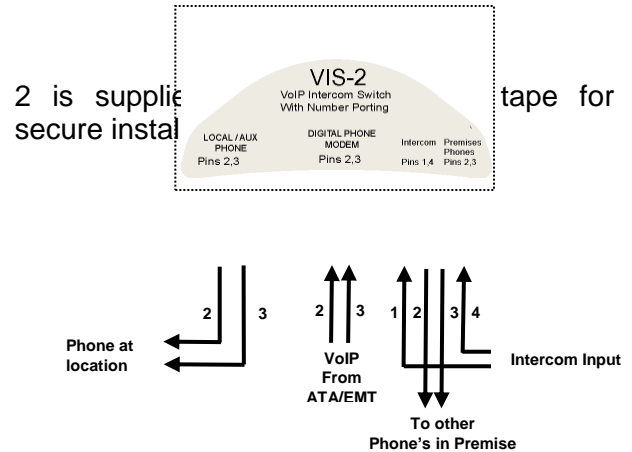 VIS-2
VoIP Intercom Switch
With Number Porting
2 is supplie tape for
secure instal
LOCAL / AUX
PHONE
Pins 2,3
DIGITAL PHONE
MODEM
Pins 2,3
Intercom
Pins 1,4
Premises
Phones
Pins 2,3
2 3
2 3
1 2 3 4
Phone at
location
VoIP
From
ATA/EMT
Intercom Input
To other
Phone's in Premise